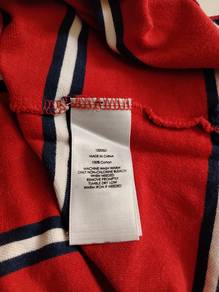 MADE IN CHINA
100% Cotton
MACHINE WASH WARM
ONLY NON-CHLORINE BLEACH
WHEN NEEDED
REMOVE PROMPTLY
TUMBLE DRY LOW
WARM IRON IF NEEDED